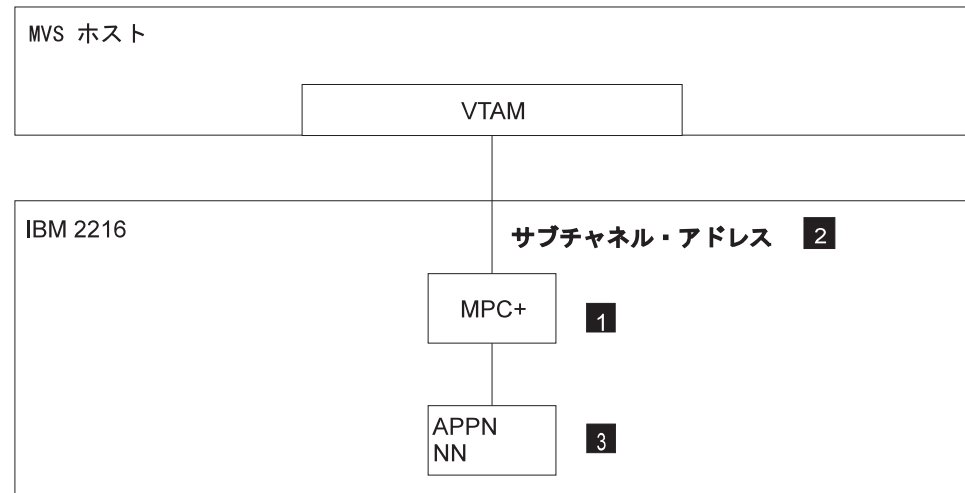 MVS ホスト
VTAM
IBM 2216
サブチャネル・アドレス 2
MPC+ 1
APPN
NN
3